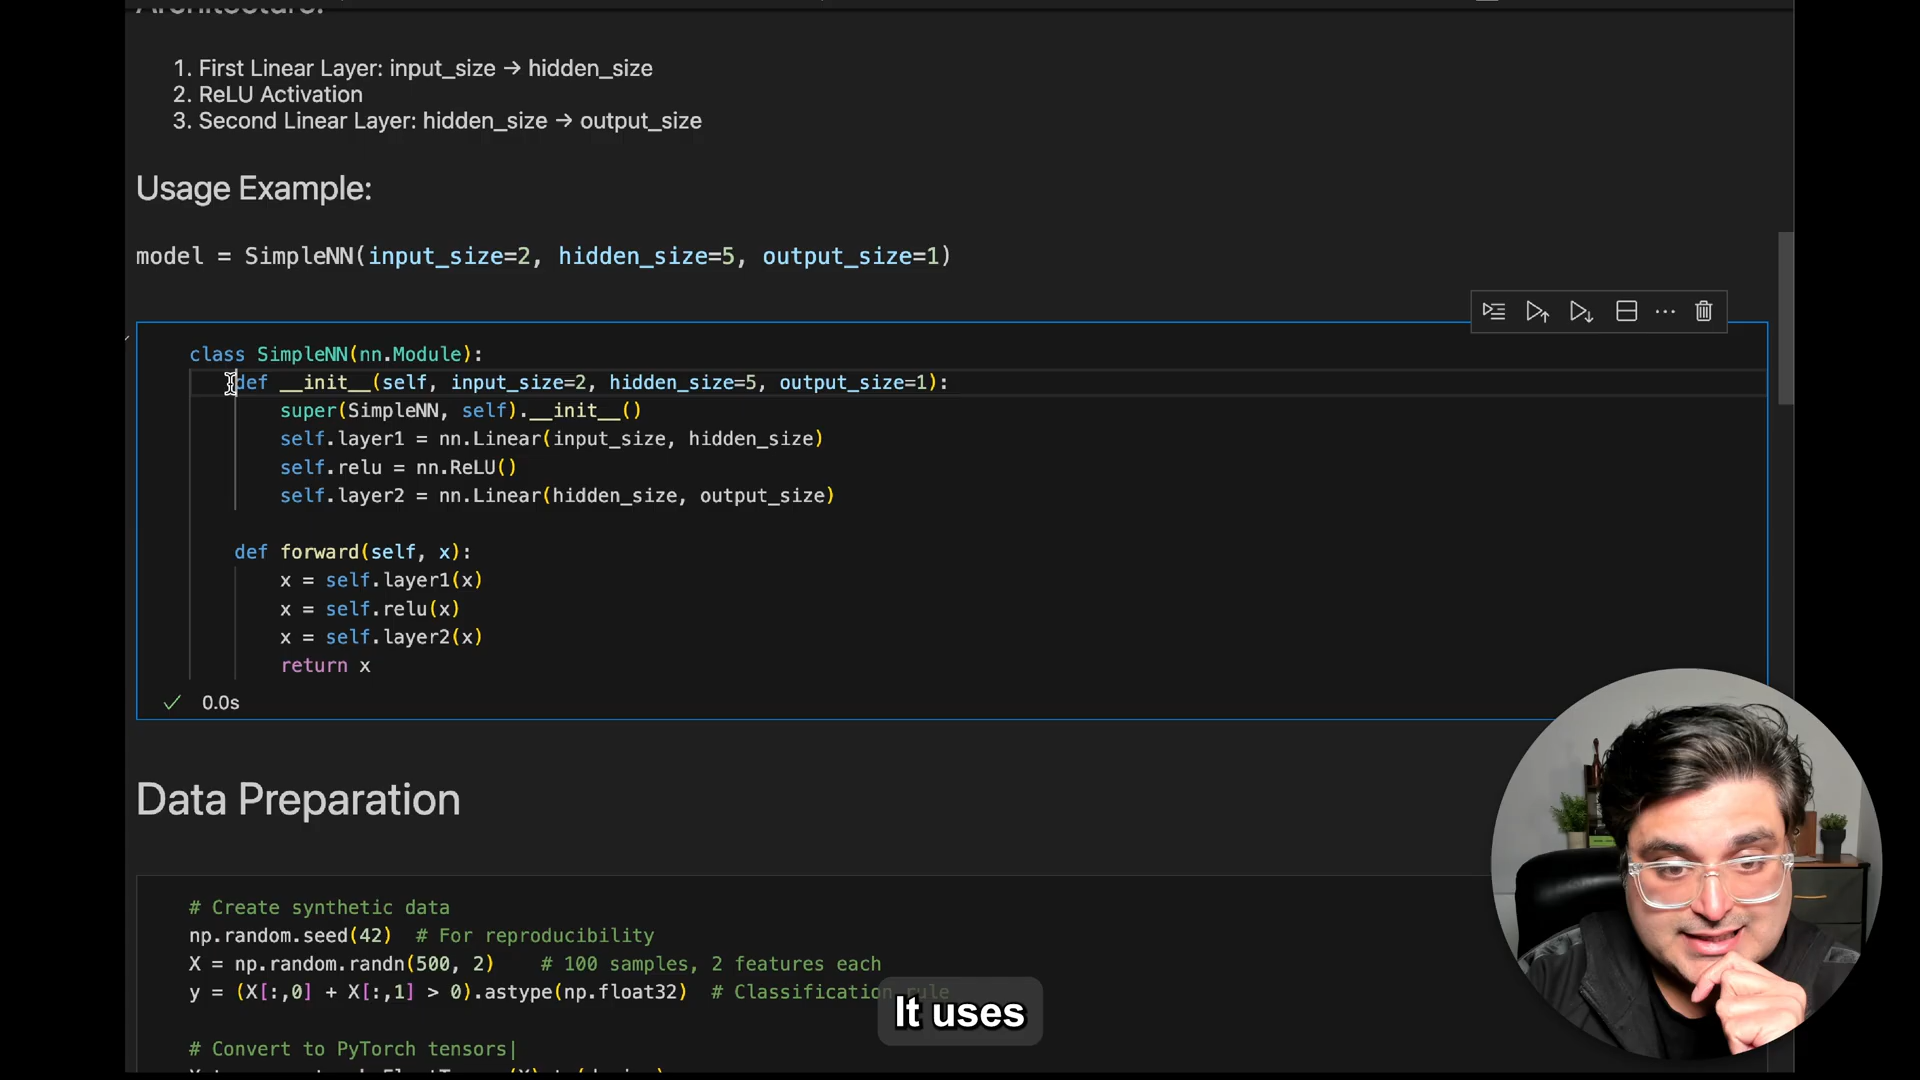 Architecture:
1. First Linear Layer: input_size → hidden_size
2. ReLU Activation
3. Second Linear Layer: hidden_size → output_size
Usage Example:
model = SimpleNN(input_size=2, hidden_size=5, output_size=1)
class SimpleNN(nn.Module):
    def __init__(self, input_size=2, hidden_size=5, output_size=1):
        super(SimpleNN, self).__init__()
        self.layer1 = nn.Linear(input_size, hidden_size)
        self.relu = nn.ReLU()
        self.layer2 = nn.Linear(hidden_size, output_size)
    def forward(self, x):
        x = self.layer1(x)
        x = self.relu(x)
        x = self.layer2(x)
        return x
0.0s
Data Preparation
# Create synthetic data
np.random.seed(42)  # For reproducibility
X = np.random.randn(500, 2)    # 100 samples, 2 features each
y = (X[:,0] + X[:,1] > 0).astype(np.float32)  # Classification rule
It uses
# Convert to PyTorch tensors